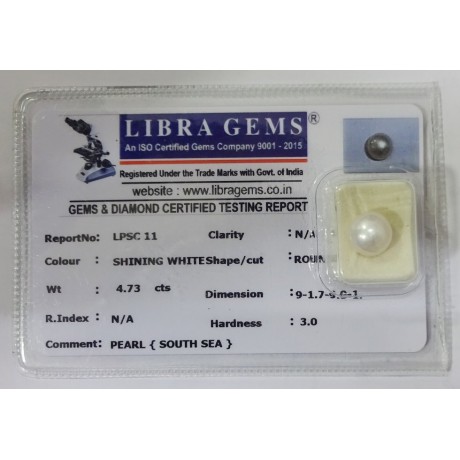 LIBRA GEMS ®
An ISO Certified Gems Company 9001 - 2015
Registered Under the Trade Marks with Govt. of India
website : www.libragems.co.in
GEMS & DIAMOND CERTIFIED TESTING REPORT
ReportNo: LPSC 11 Clarity : N/A
Colour : SHINING WHITE Shape/cut : ROUN
Wt : 4.73 cts Dimension :
R.Index : N/A Hardness : 3.0
Comment: PEARL { SOUTH SEA }